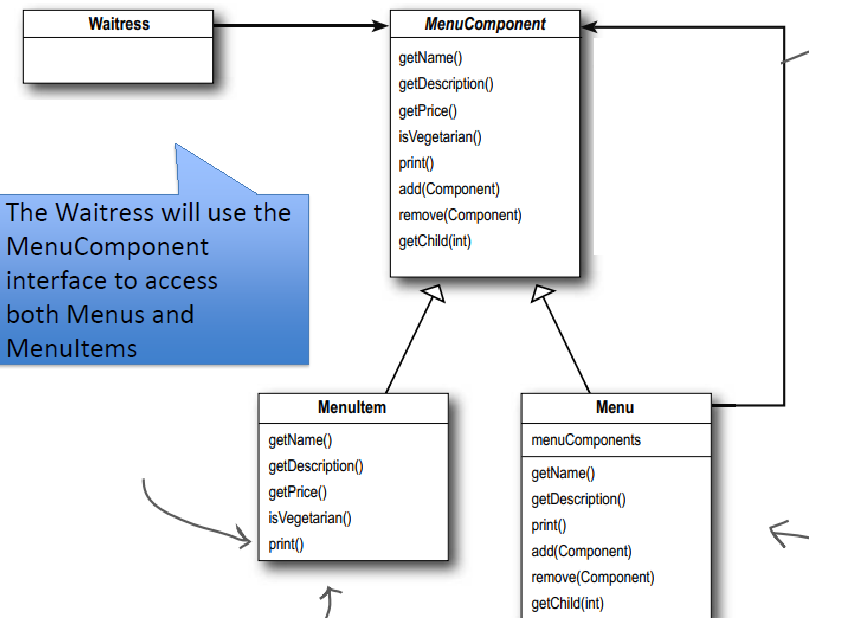 Waitress
MenuComponent
getName()
getDescription()
getPrice()
isVegetarian()
print()
add(Component)
remove(Component)
getChild(int)
The Waitress will use the
MenuComponent
interface to access
both Menus and
MenuItems
MenuItem
getName()
getDescription()
getPrice()
isVegetarian()
print()
Menu
menuComponents
getName()
getDescription()
print()
add(Component)
remove(Component)
getChild(int)